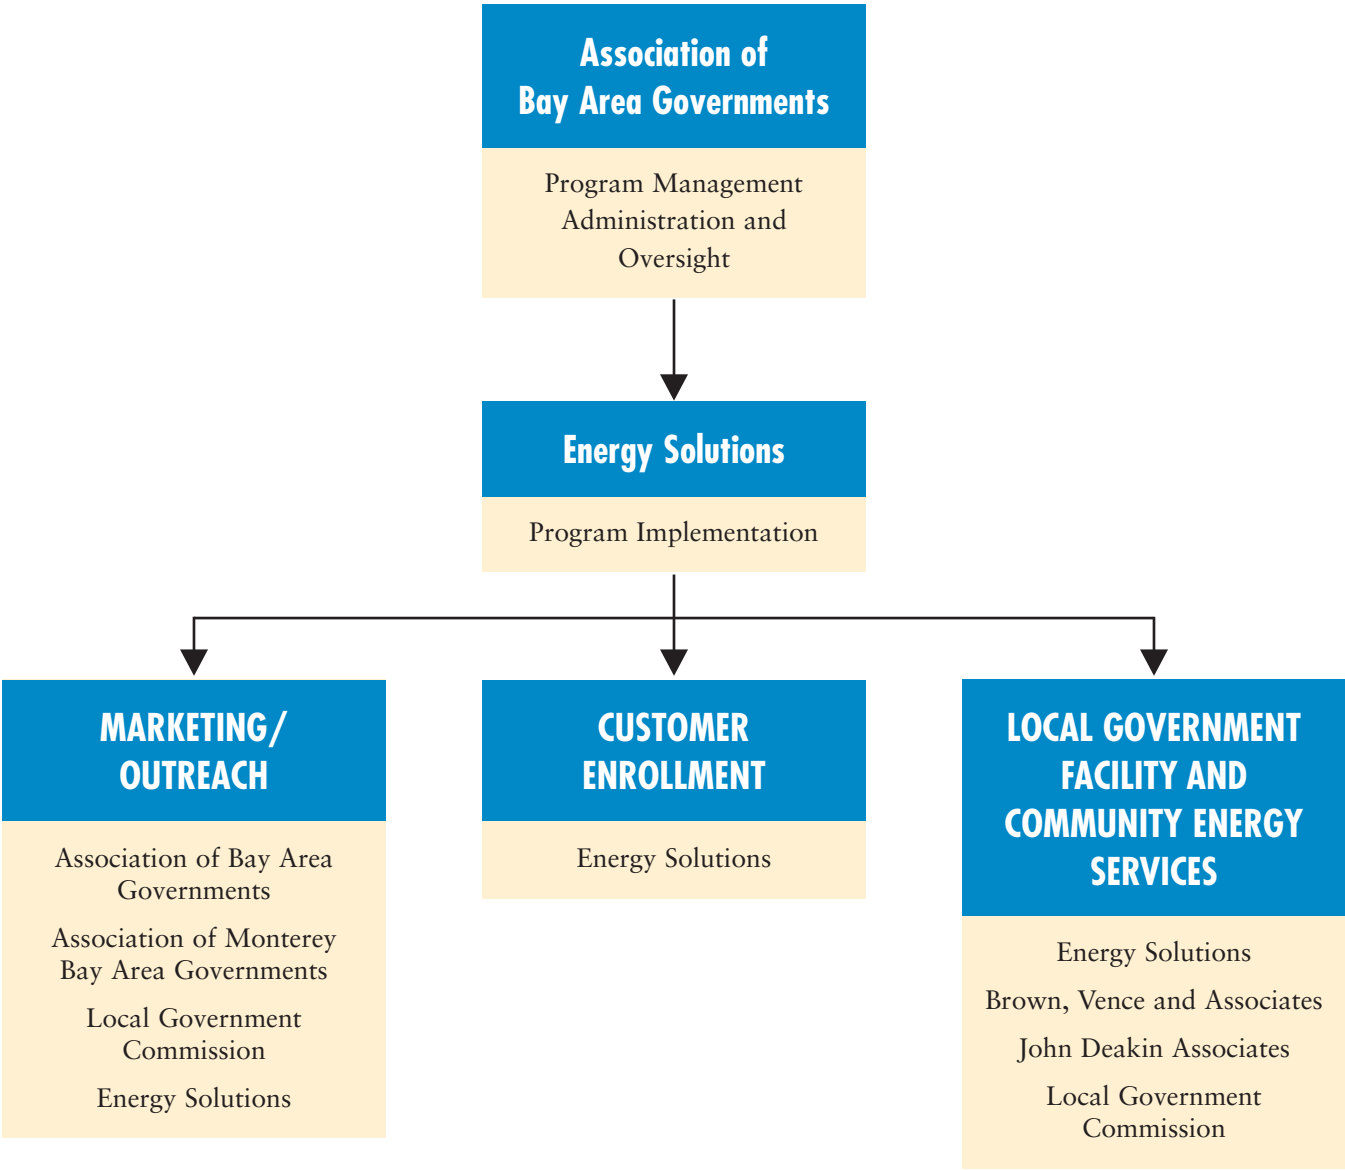 Association of
Bay Area Governments
Program Management
Administration and
Oversight
Energy Solutions
Program Implementation
MARKETING/
OUTREACH
Association of Bay Area
Governments
Association of Monterey
Bay Area Governments
Local Government
Commission
Energy Solutions
CUSTOMER
ENROLLMENT
Energy Solutions
LOCAL GOVERNMENT
FACILITY AND
COMMUNITY ENERGY
SERVICES
Energy Solutions
Brown, Vence and Associates
John Deakin Associates
Local Government
Commission